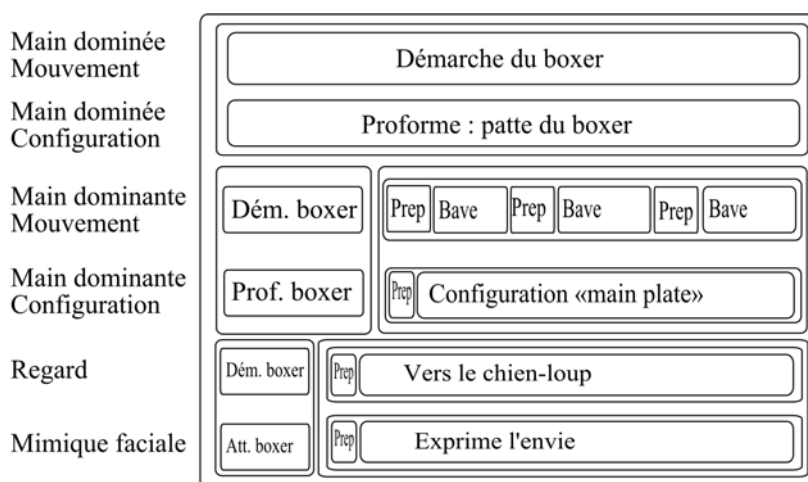 Main dominée
Mouvement
Démarche du boxer
Main dominée
Configuration
Proforme : patte du boxer
Main dominante
Mouvement
Dém. boxer
Prep Bave Prep Bave Prep Bave
Main dominante
Configuration
Prof. boxer
Prep Configuration «main plate»
Regard
Dém. boxer
Prep Vers le chien-loup
Mimique faciale
Att. boxer
Prep Exprime l'envie